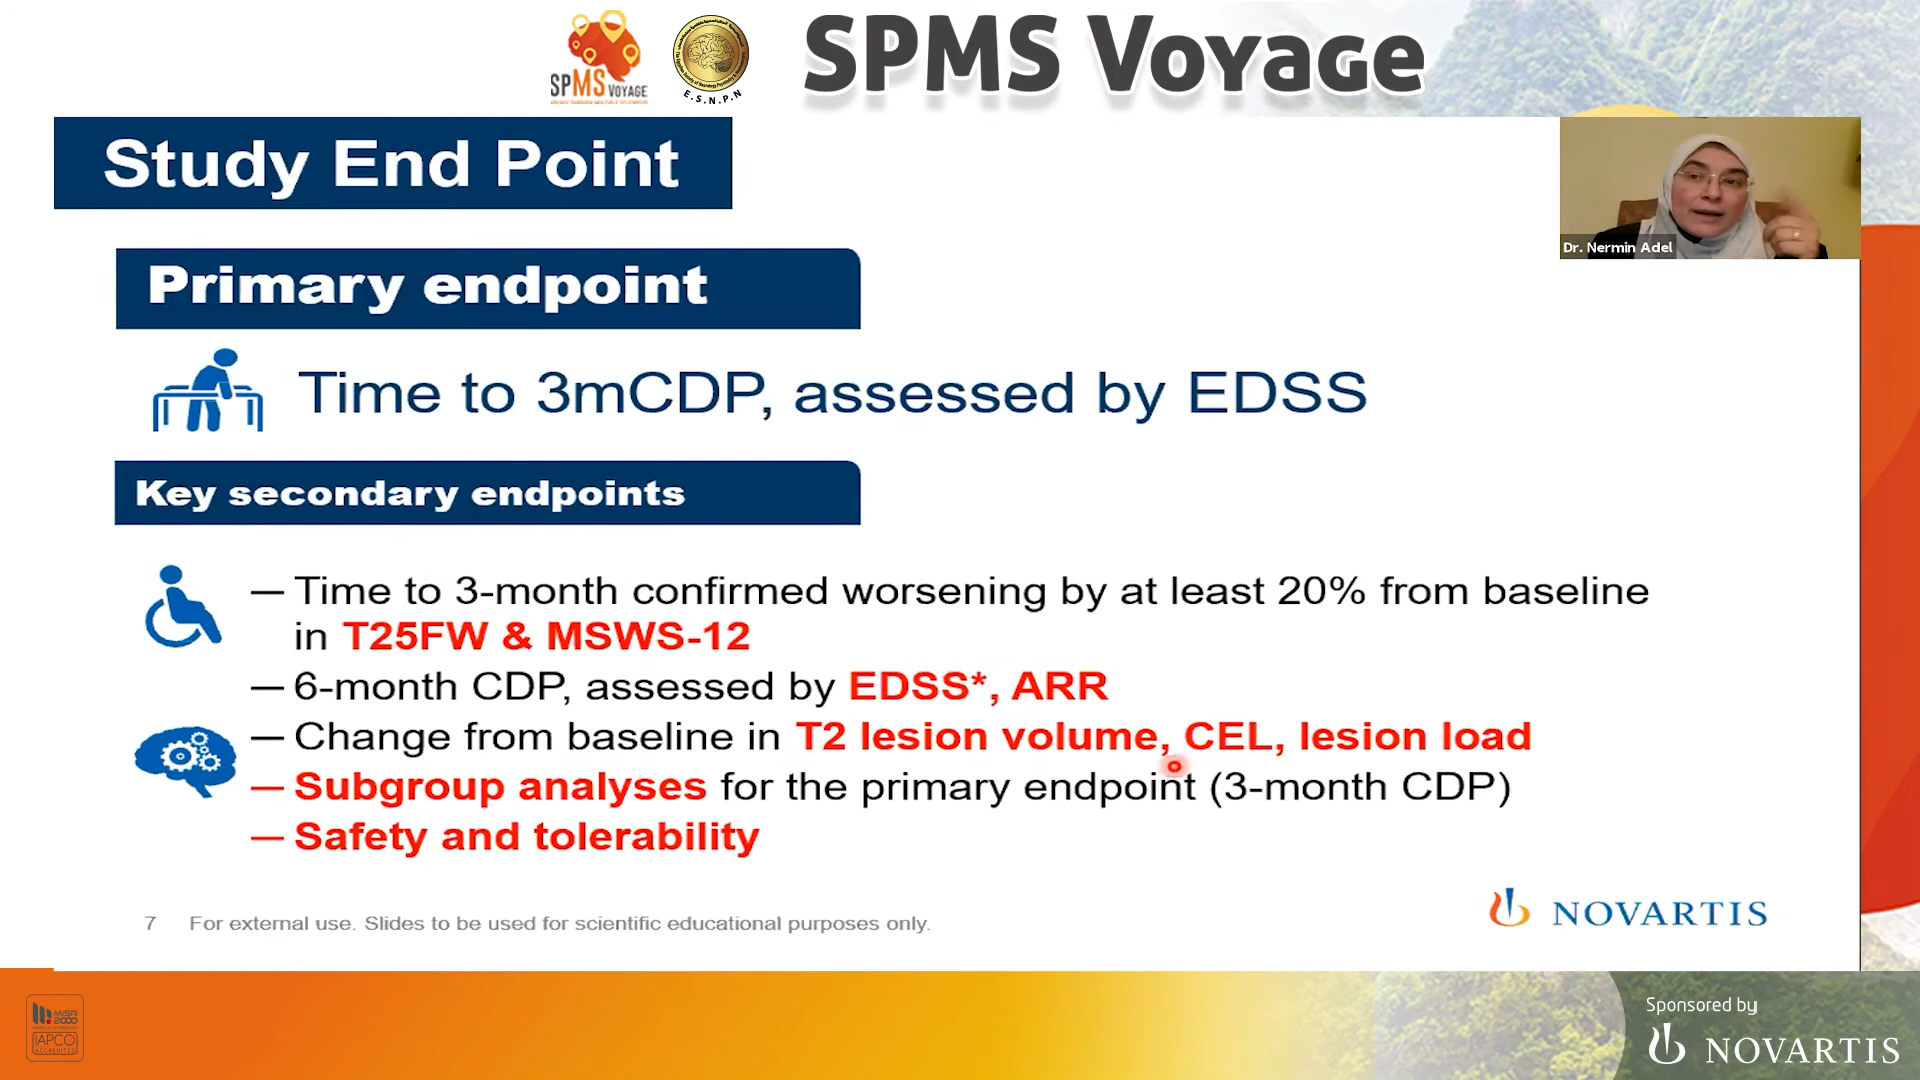 SPMS VOYAGE
E.S.N.P.N
SPMS Voyage
Study End Point
Dr. Nermin Adel
Primary endpoint
Time to 3mCDP, assessed by EDSS
Key secondary endpoints
— Time to 3-month confirmed worsening by at least 20% from baseline
in T25FW & MSWS-12
— 6-month CDP, assessed by EDSS*, ARR
— Change from baseline in T2 lesion volume, CEL, lesion load
— Subgroup analyses for the primary endpoint (3-month CDP)
— Safety and tolerability
7 For external use. Slides to be used for scientific educational purposes only.
NOVARTIS
MISR
2000
IAPCO
ACCREDITED
Sponsored by
NOVARTIS